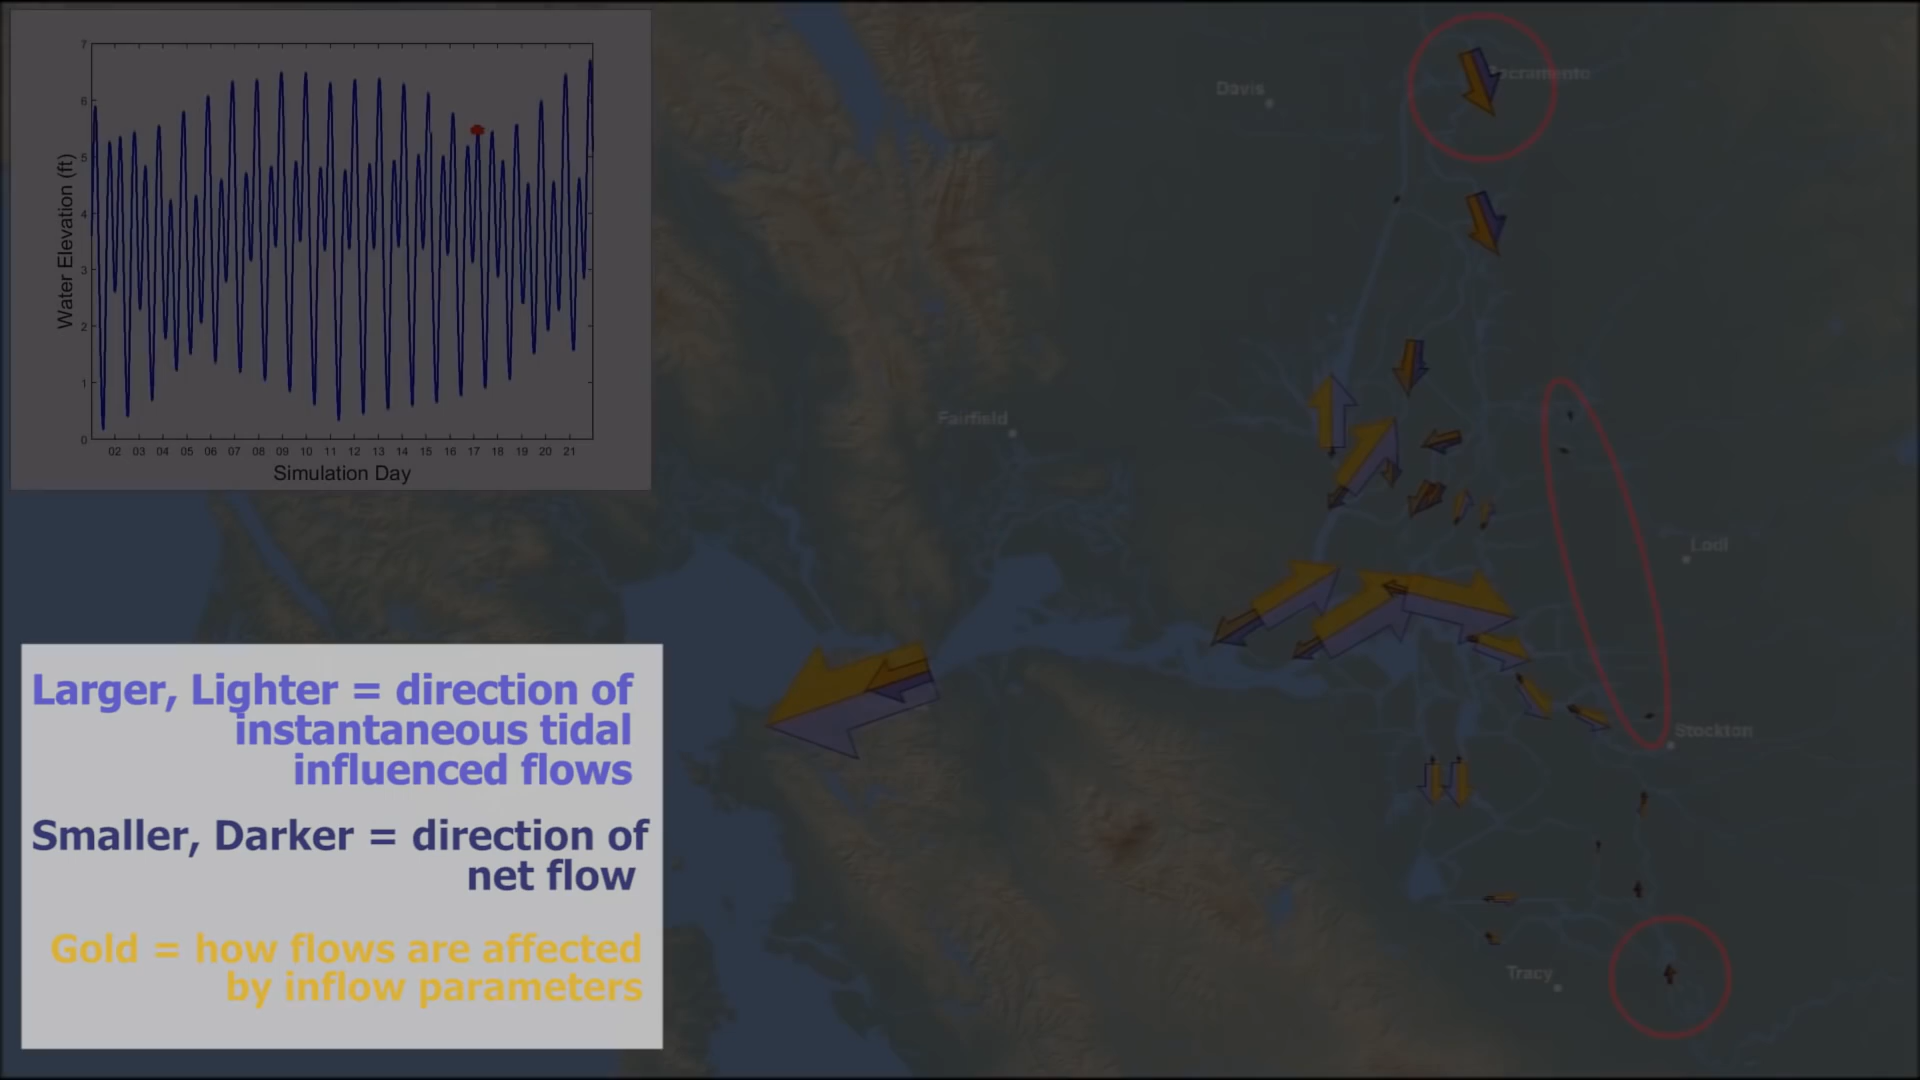 7
6
5
4
3
2
1
0
Water Elevation (ft)
02 03 04 05 06 07 08 09 10 11 12 13 14 15 16 17 18 19 20 21
Simulation Day
Davis
Sacramento
Fairfield
Lodi
Stockton
Tracy
Larger, Lighter = direction of
instantaneous tidal
influenced flows
Smaller, Darker = direction of
net flow
Gold = how flows are affected
by inflow parameters